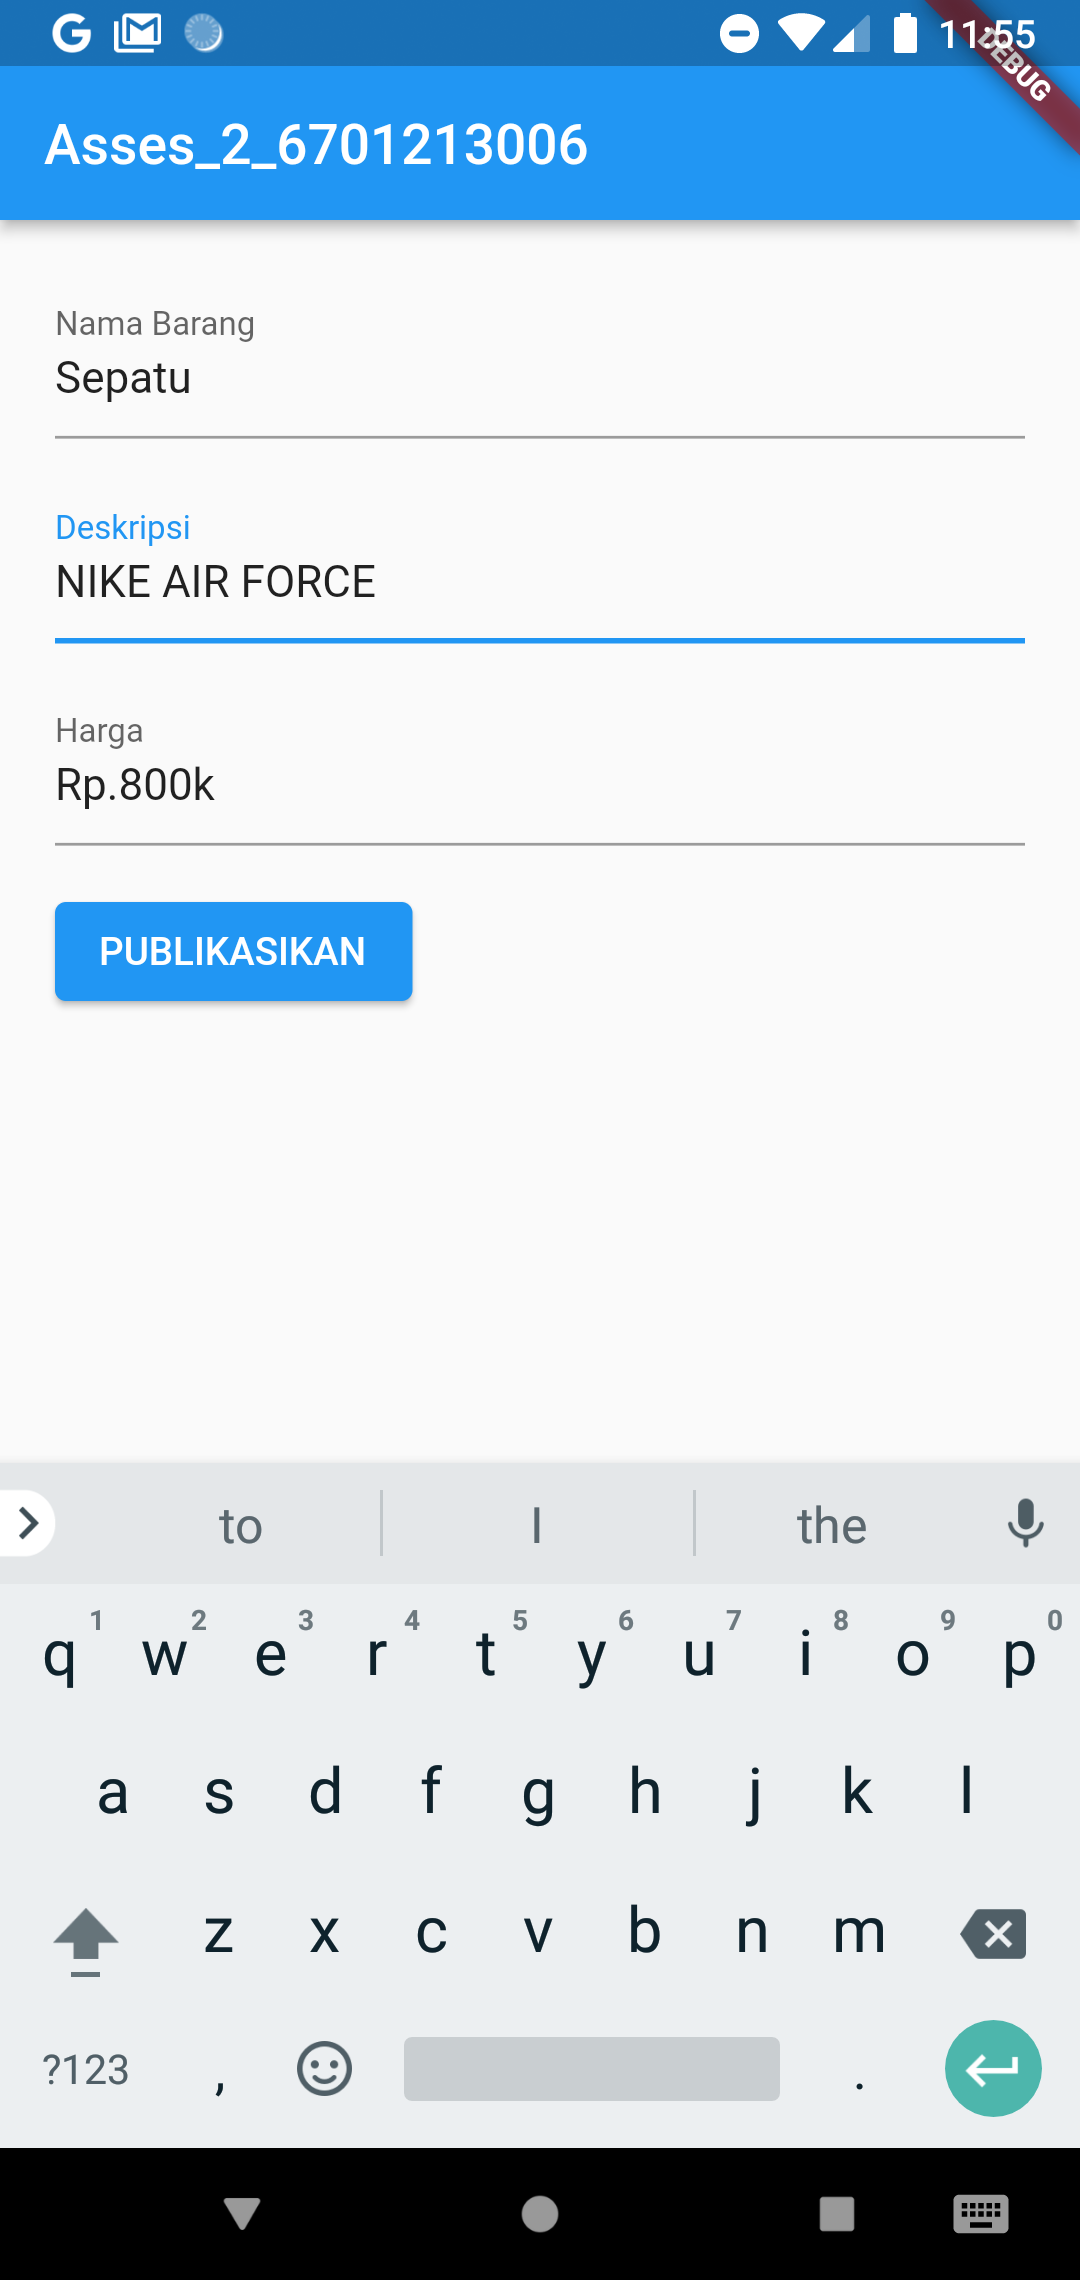 11:55
DEBUG
Asses_2_6701213006
Nama Barang
Sepatu
Deskripsi
NIKE AIR FORCE
Harga
Rp.800k
PUBLIKASIKAN
to I the
1 2 3 4 5 6 7 8 9 0
q w e r t y u i o p
a s d f g h j k l
z x c v b n m
?123 , .